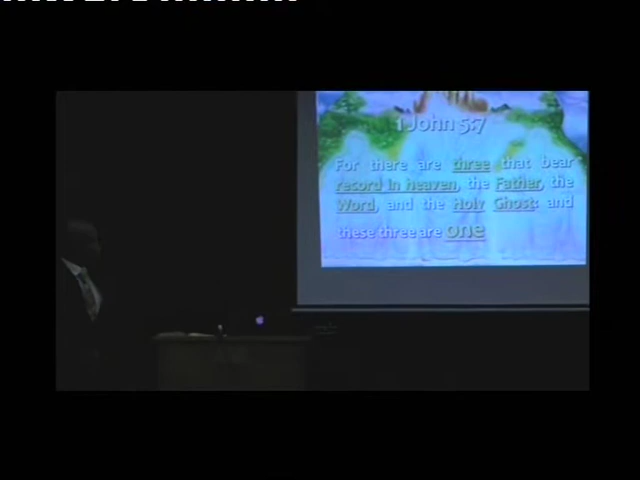 1 John 5:7
For there are three that bear
record in heaven, the Father, the
Word, and the Holy Ghost: and
these three are one